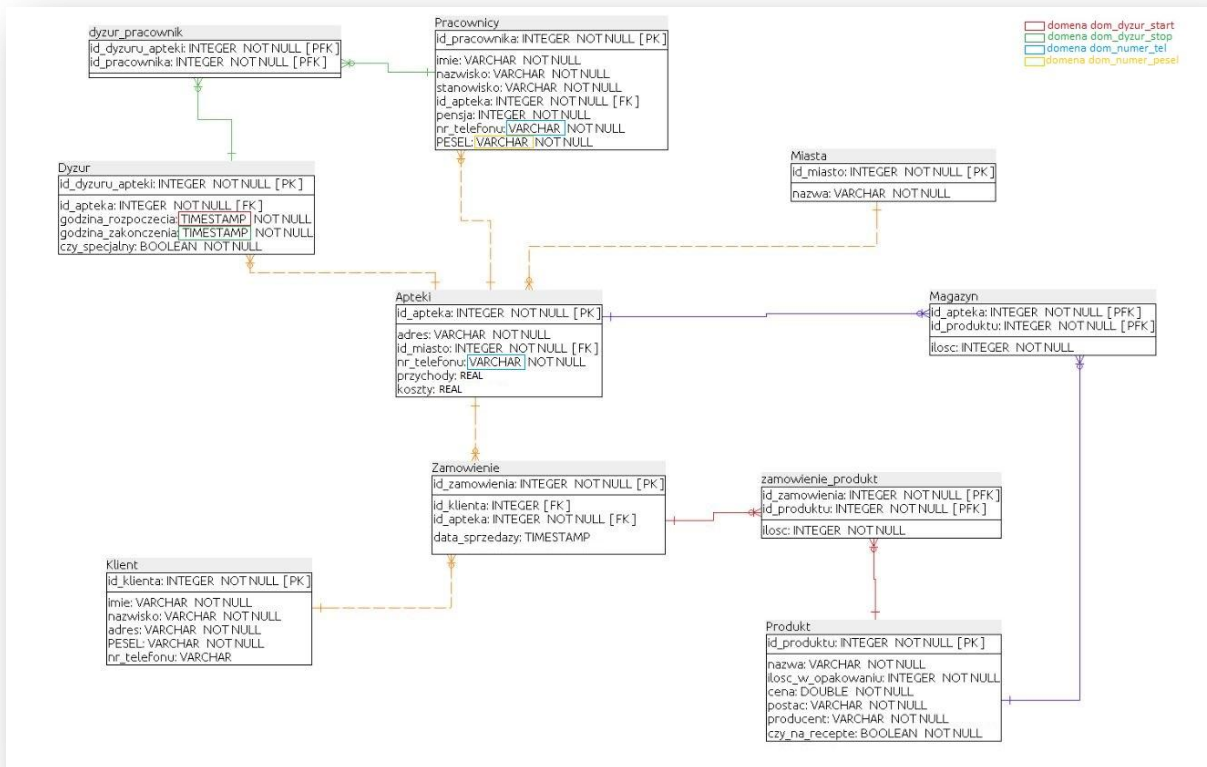 dyzur_pracownik
id_dyzuru_apteki: INTEGER NOT NULL [PFK]
id_pracownika: INTEGER NOT NULL [PFK]
Pracownicy
id_pracownika: INTEGER NOT NULL [PK]
imie: VARCHAR NOT NULL
nazwisko: VARCHAR NOT NULL
stanowisko: VARCHAR NOT NULL
id_apteka: INTEGER NOT NULL [FK]
pensja: INTEGER NOT NULL
nr_telefonu: VARCHAR NOT NULL
PESEL: VARCHAR NOT NULL
domena dom_dyzur_start
domena dom_dyzur_stop
domena dom_numer_tel
domena dom_numer_pesel
Dyzur
id_dyzuru_apteki: INTEGER NOT NULL [PK]
id_apteka: INTEGER NOT NULL [FK]
godzina_rozpoczecia: TIMESTAMP NOT NULL
godzina_zakonczenia: TIMESTAMP NOT NULL
czy_specjalny: BOOLEAN NOT NULL
Miasta
id_miasto: INTEGER NOT NULL [PK]
nazwa: VARCHAR NOT NULL
Apteki
id_apteka: INTEGER NOT NULL [PK]
adres: VARCHAR NOT NULL
id_miasto: INTEGER NOT NULL [FK]
nr_telefonu: VARCHAR NOT NULL
przychody: REAL
koszty: REAL
Magazyn
id_apteka: INTEGER NOT NULL [PFK]
id_produktu: INTEGER NOT NULL [PFK]
ilosc: INTEGER NOT NULL
Zamowienie
id_zamowienia: INTEGER NOT NULL [PK]
id_klienta: INTEGER [FK]
id_apteka: INTEGER NOT NULL [FK]
data_sprzedazy: TIMESTAMP
zamowienie_produkt
id_zamowienia: INTEGER NOT NULL [PFK]
id_produktu: INTEGER NOT NULL [PFK]
ilosc: INTEGER NOT NULL
Klient
id_klienta: INTEGER NOT NULL [PK]
imie: VARCHAR NOT NULL
nazwisko: VARCHAR NOT NULL
adres: VARCHAR NOT NULL
PESEL: VARCHAR NOT NULL
nr_telefonu: VARCHAR
Produkt
id_produktu: INTEGER NOT NULL [PK]
nazwa: VARCHAR NOT NULL
ilosc_w_opakowaniu: INTEGER NOT NULL
cena: DOUBLE NOT NULL
postac: VARCHAR NOT NULL
producent: VARCHAR NOT NULL
czy_na_recepte: BOOLEAN NOT NULL